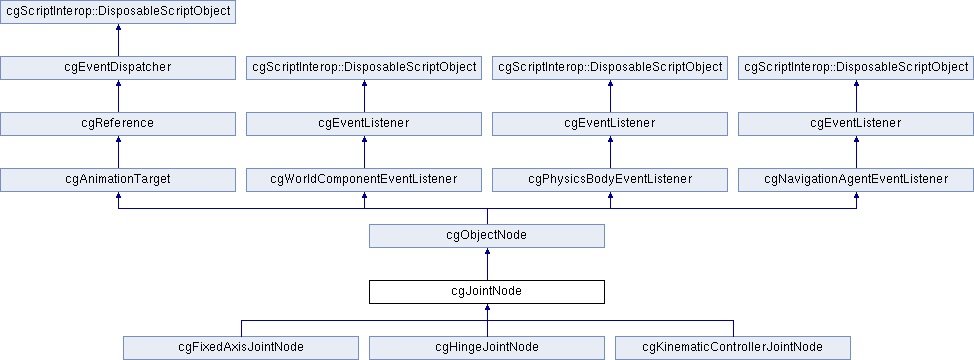 cgScriptInterop::DisposableScriptObject
cgEventDispatcher cgScriptInterop::DisposableScriptObject cgScriptInterop::DisposableScriptObject cgScriptInterop::DisposableScriptObject
cgReference cgEventListener cgEventListener cgEventListener
cgAnimationTarget cgWorldComponentEventListener cgPhysicsBodyEventListener cgNavigationAgentEventListener
cgObjectNode
cgJointNode
cgFixedAxisJointNode cgHingeJointNode cgKinematicControllerJointNode